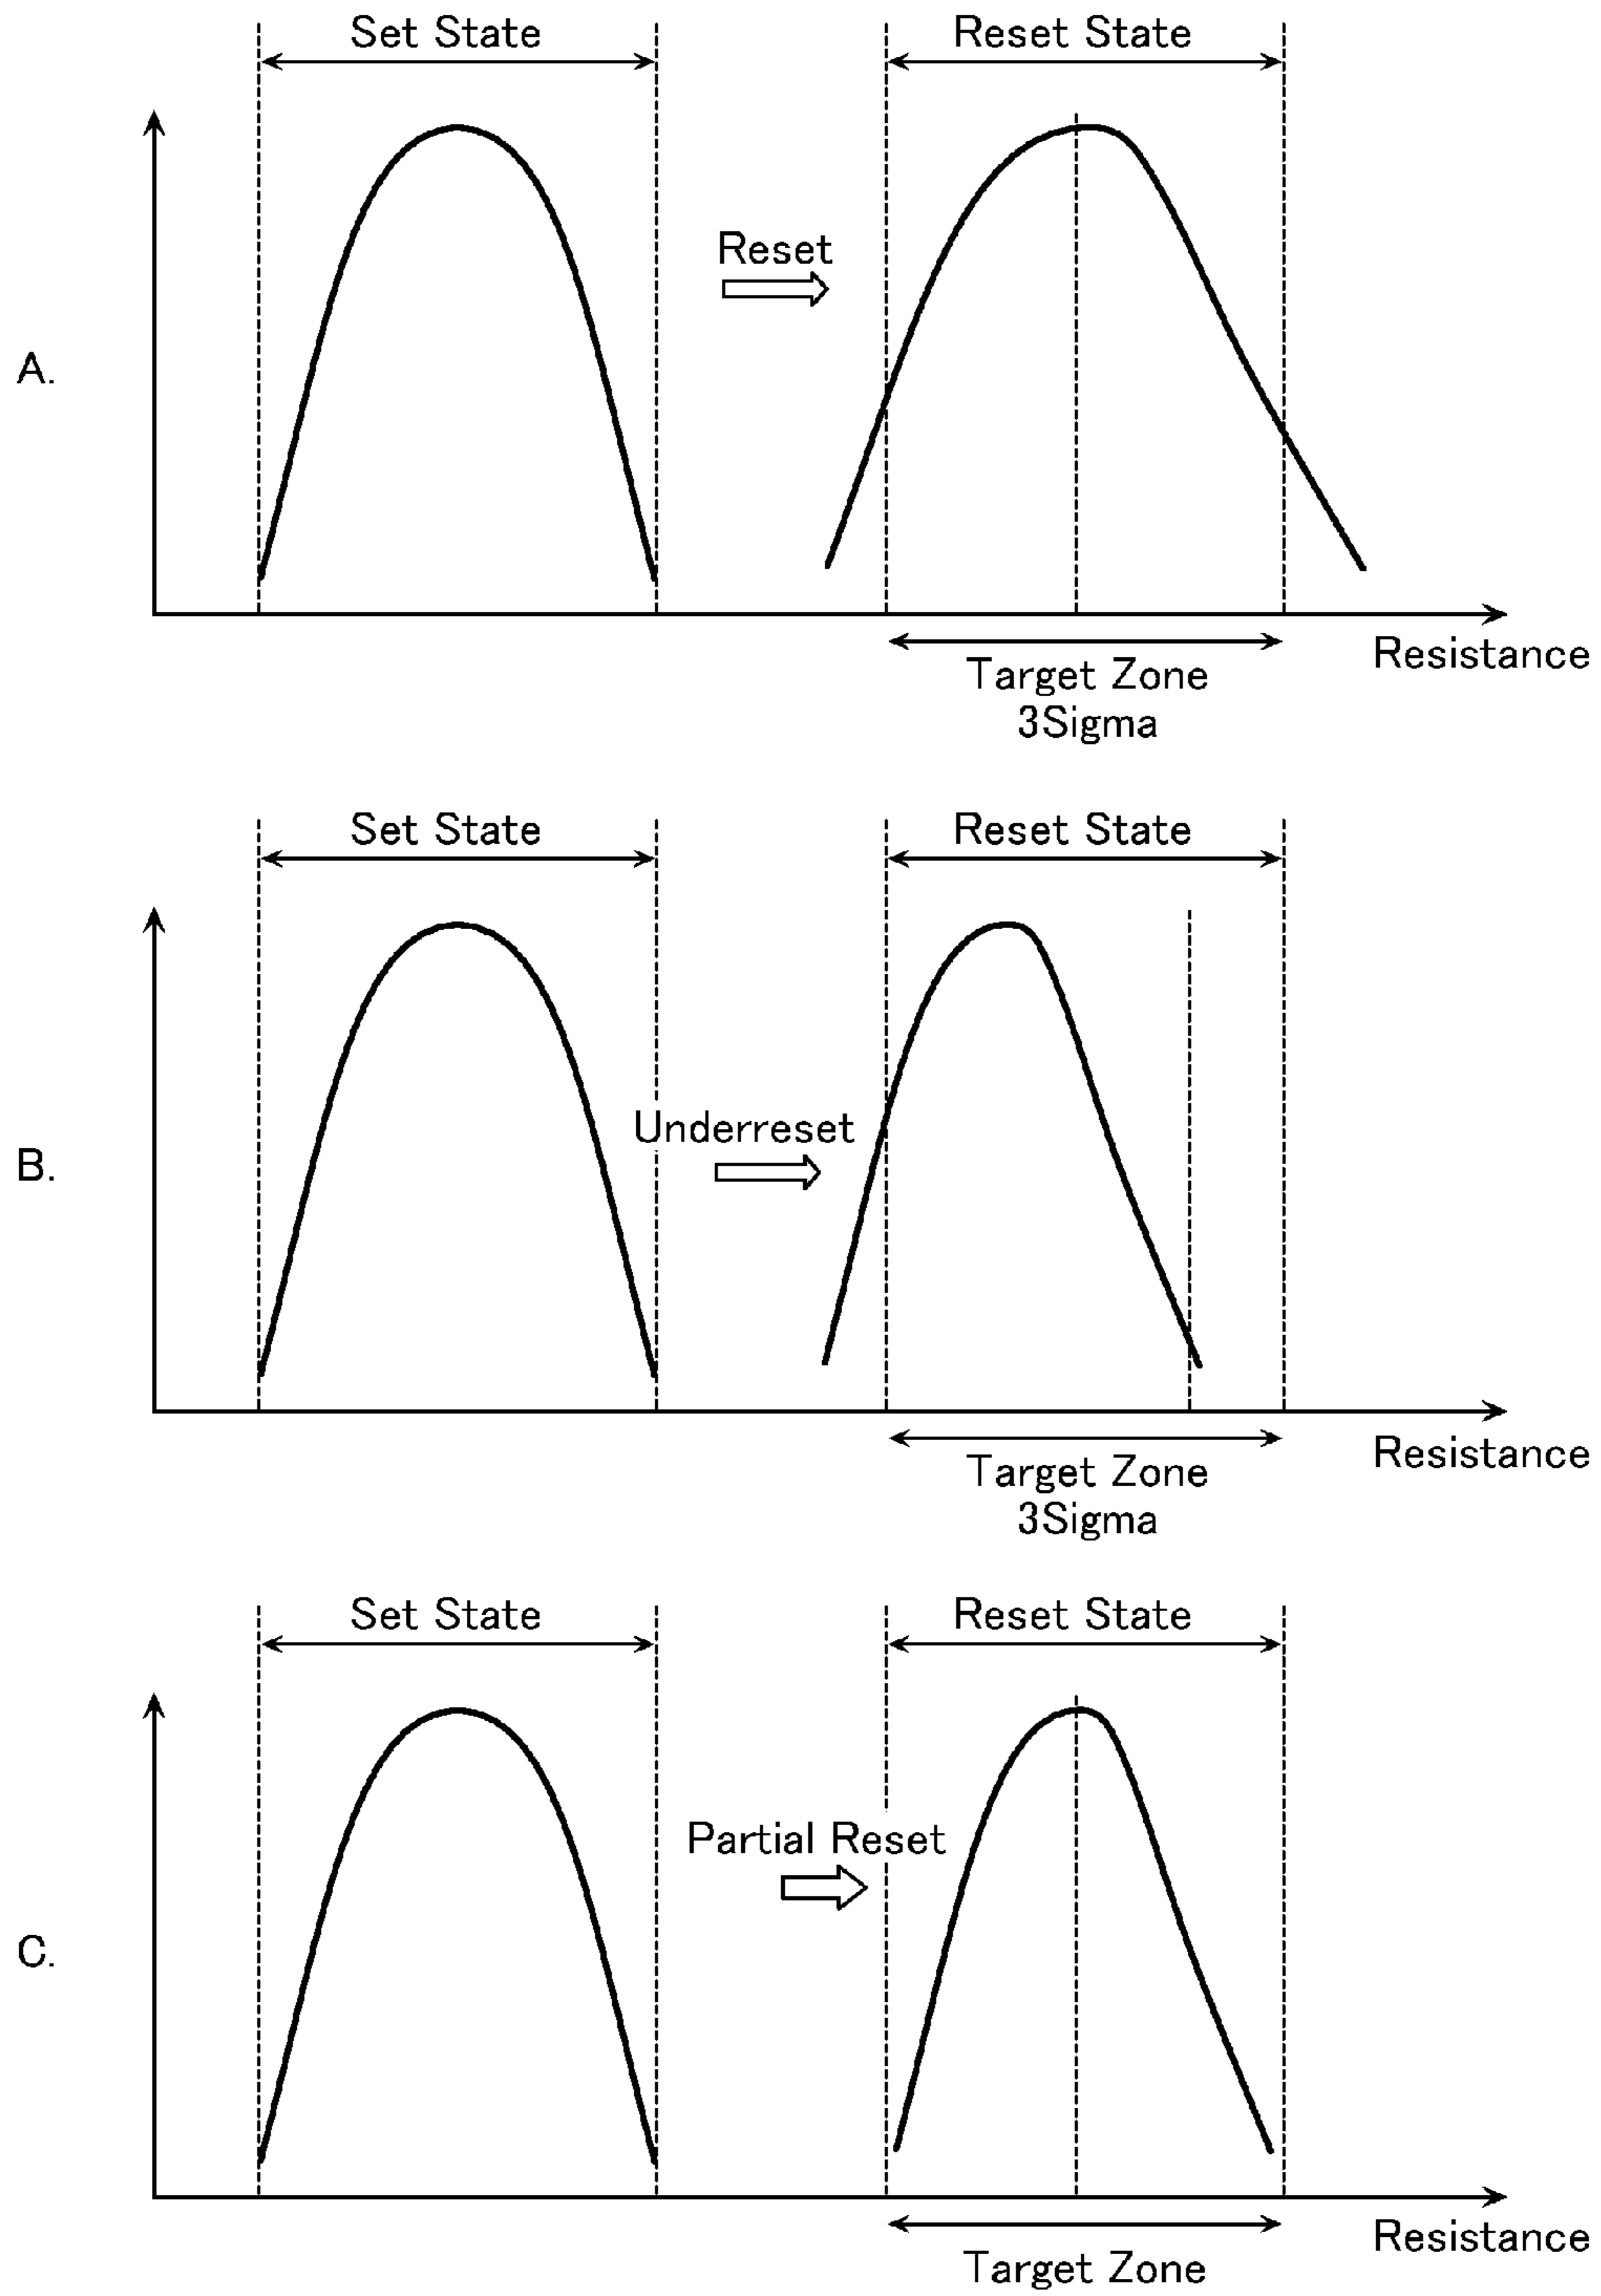 Set State
Reset State
Reset
A.
Resistance
Target Zone
3Sigma
Set State
Reset State
Underreset
B.
Resistance
Target Zone
3Sigma
Set State
Reset State
Partial Reset
C.
Resistance
Target Zone